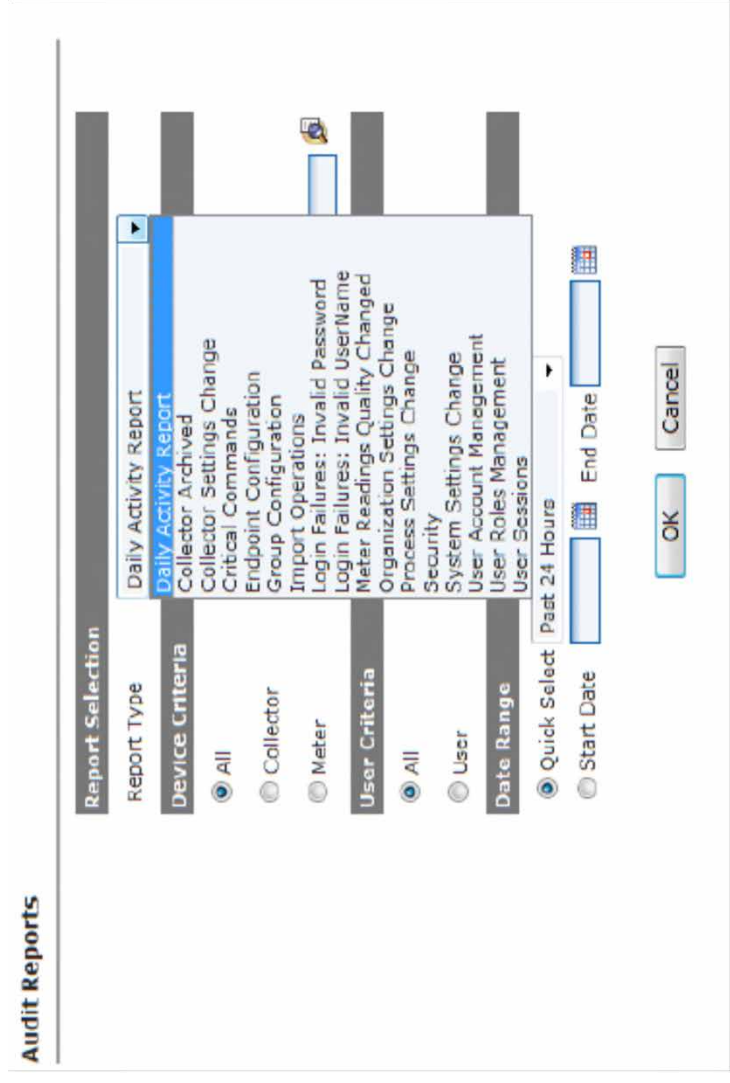 Audit Reports
Report Selection
Report Type Daily Activity Report
Daily Activity Report
Collector Archived
Collector Settings Change
Critical Commands
Endpoint Configuration
Group Configuration
Import Operations
Login Failures: Invalid Password
Login Failures: Invalid UserName
Meter Readings Quality Changed
Organization Settings Change
Process Settings Change
Security
System Settings Change
User Account Management
User Roles Management
User Sessions
Device Criteria
All
Collector
Meter
User Criteria
All
User
Date Range
Quick Select Past 24 Hours
Start Date End Date
OK Cancel